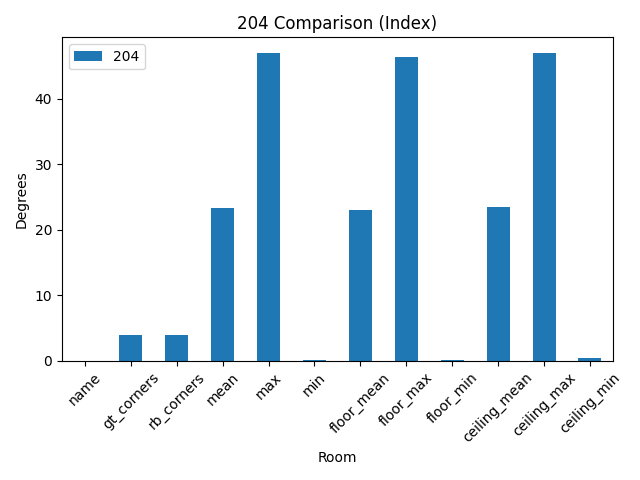 204 Comparison (Index)
204
Degrees
40
30
20
10
0
name
gt_corners
rb_corners
mean
max
min
floor_mean
floor_max
floor_min
ceiling_mean
ceiling_max
ceiling_min
Room